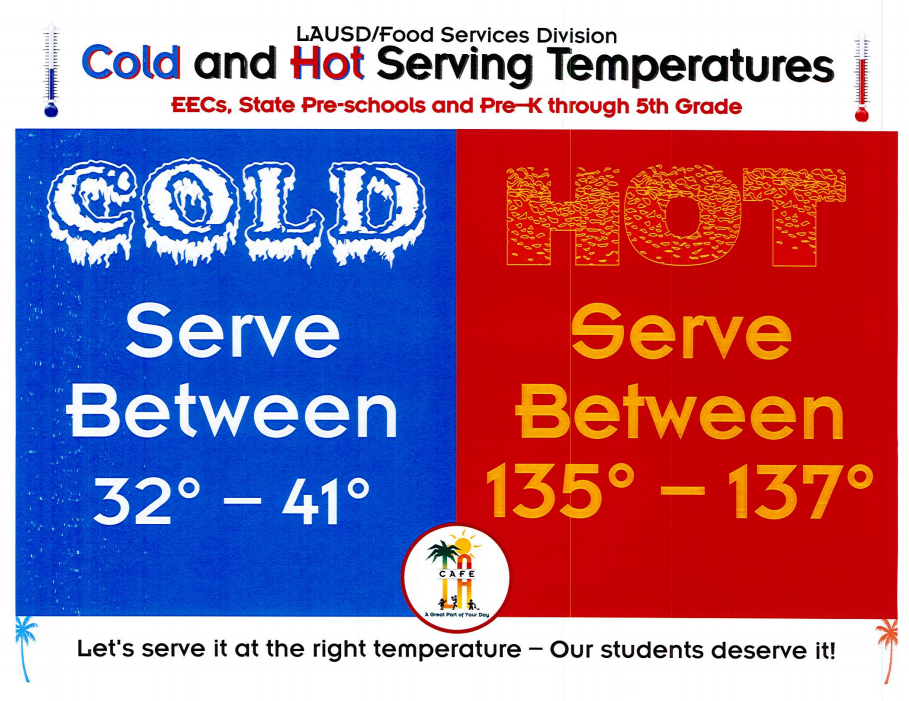 LAUSD/Food Services Division
Cold and Hot Serving Temperatures
EECs, State Pre-schools and Pre-K through 5th Grade
COLD
Serve
Between
32° – 41°
HOT
Serve
Between
135° – 137°
CAFE
LA
A Great Part of Your Day
Let's serve it at the right temperature – Our students deserve it!